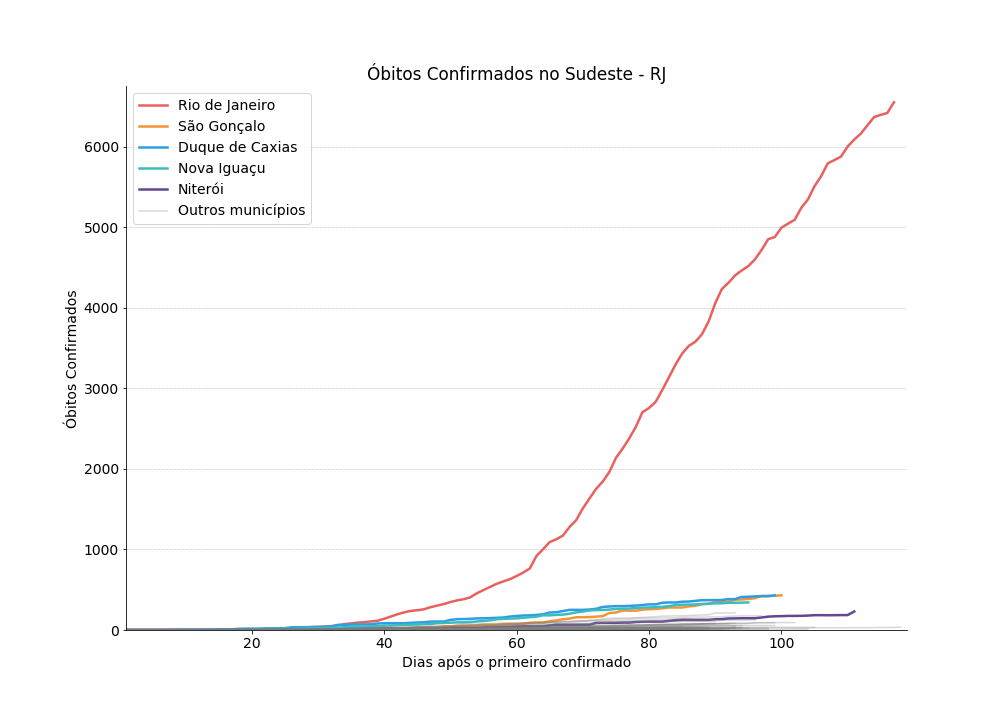 Óbitos Confirmados no Sudeste - RJ
Rio de Janeiro
São Gonçalo
Duque de Caxias
Nova Iguaçu
Niterói
Outros municípios
Óbitos Confirmados
6000
5000
4000
3000
2000
1000
0
20
40
60
80
100
Dias após o primeiro confirmado